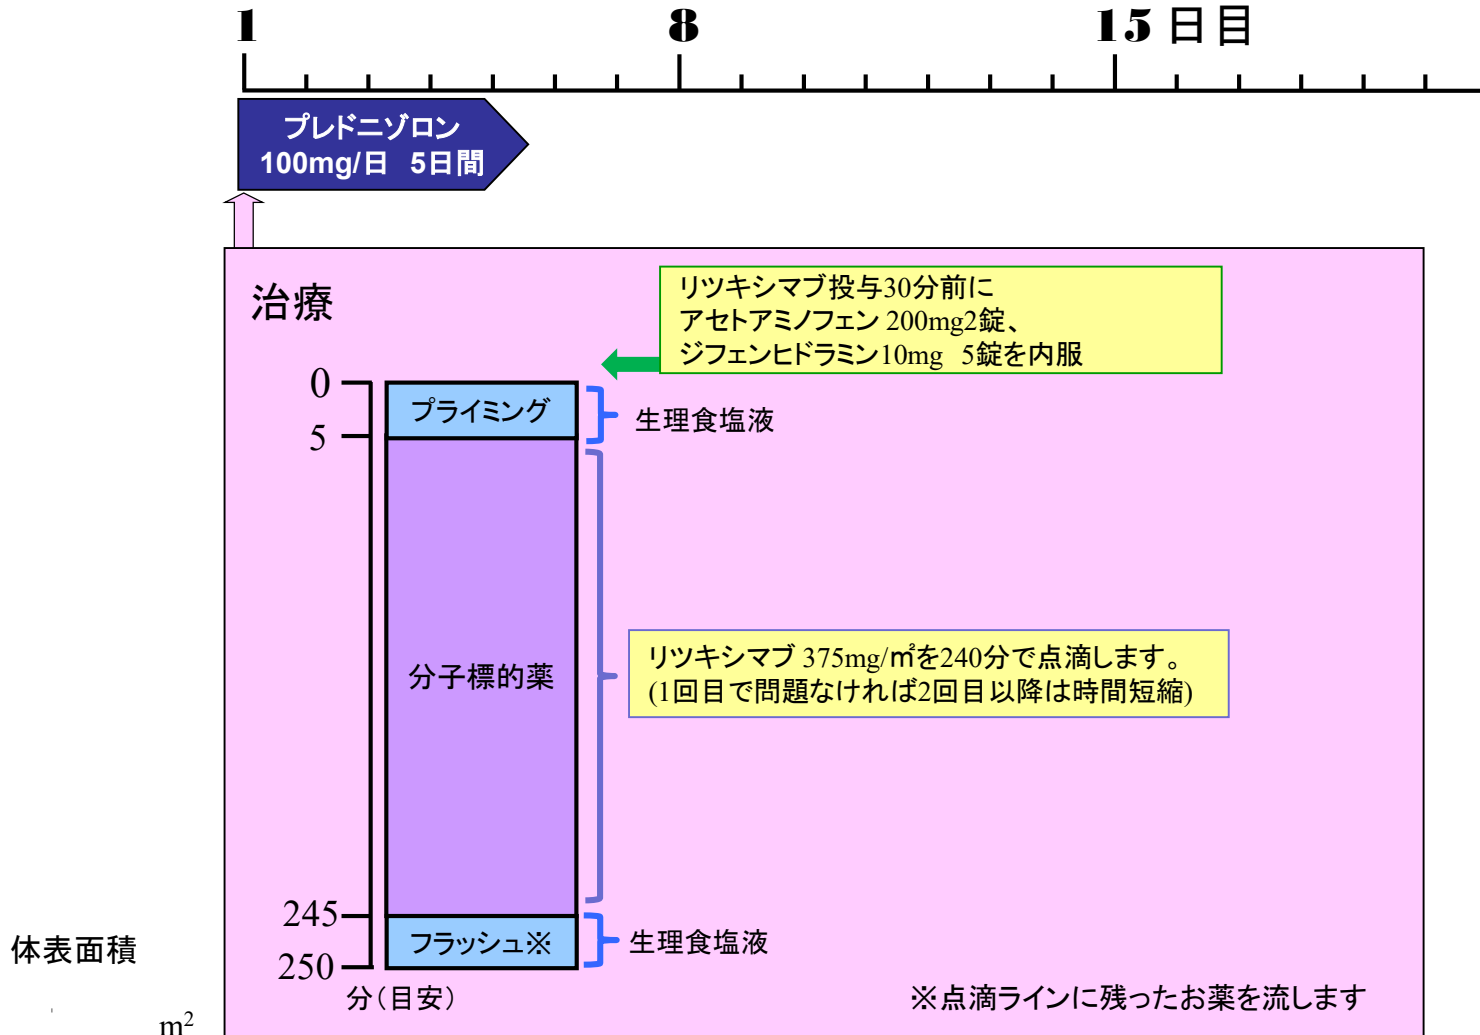 1 8 15 日目
プレドニゾロン
100mg/日 5日間
治療
リツキシマブ投与30分前に
アセトアミノフェン 200mg2錠、
ジフェンヒドラミン10mg 5錠を内服
0
プライミング
生理食塩液
5
分子標的薬
リツキシマブ 375mg/㎡を240分で点滴します。
(1回目で問題なければ2回目以降は時間短縮)
245
フラッシュ※
生理食塩液
体表面積
250
分（目安）
※点滴ラインに残ったお薬を流します
m²